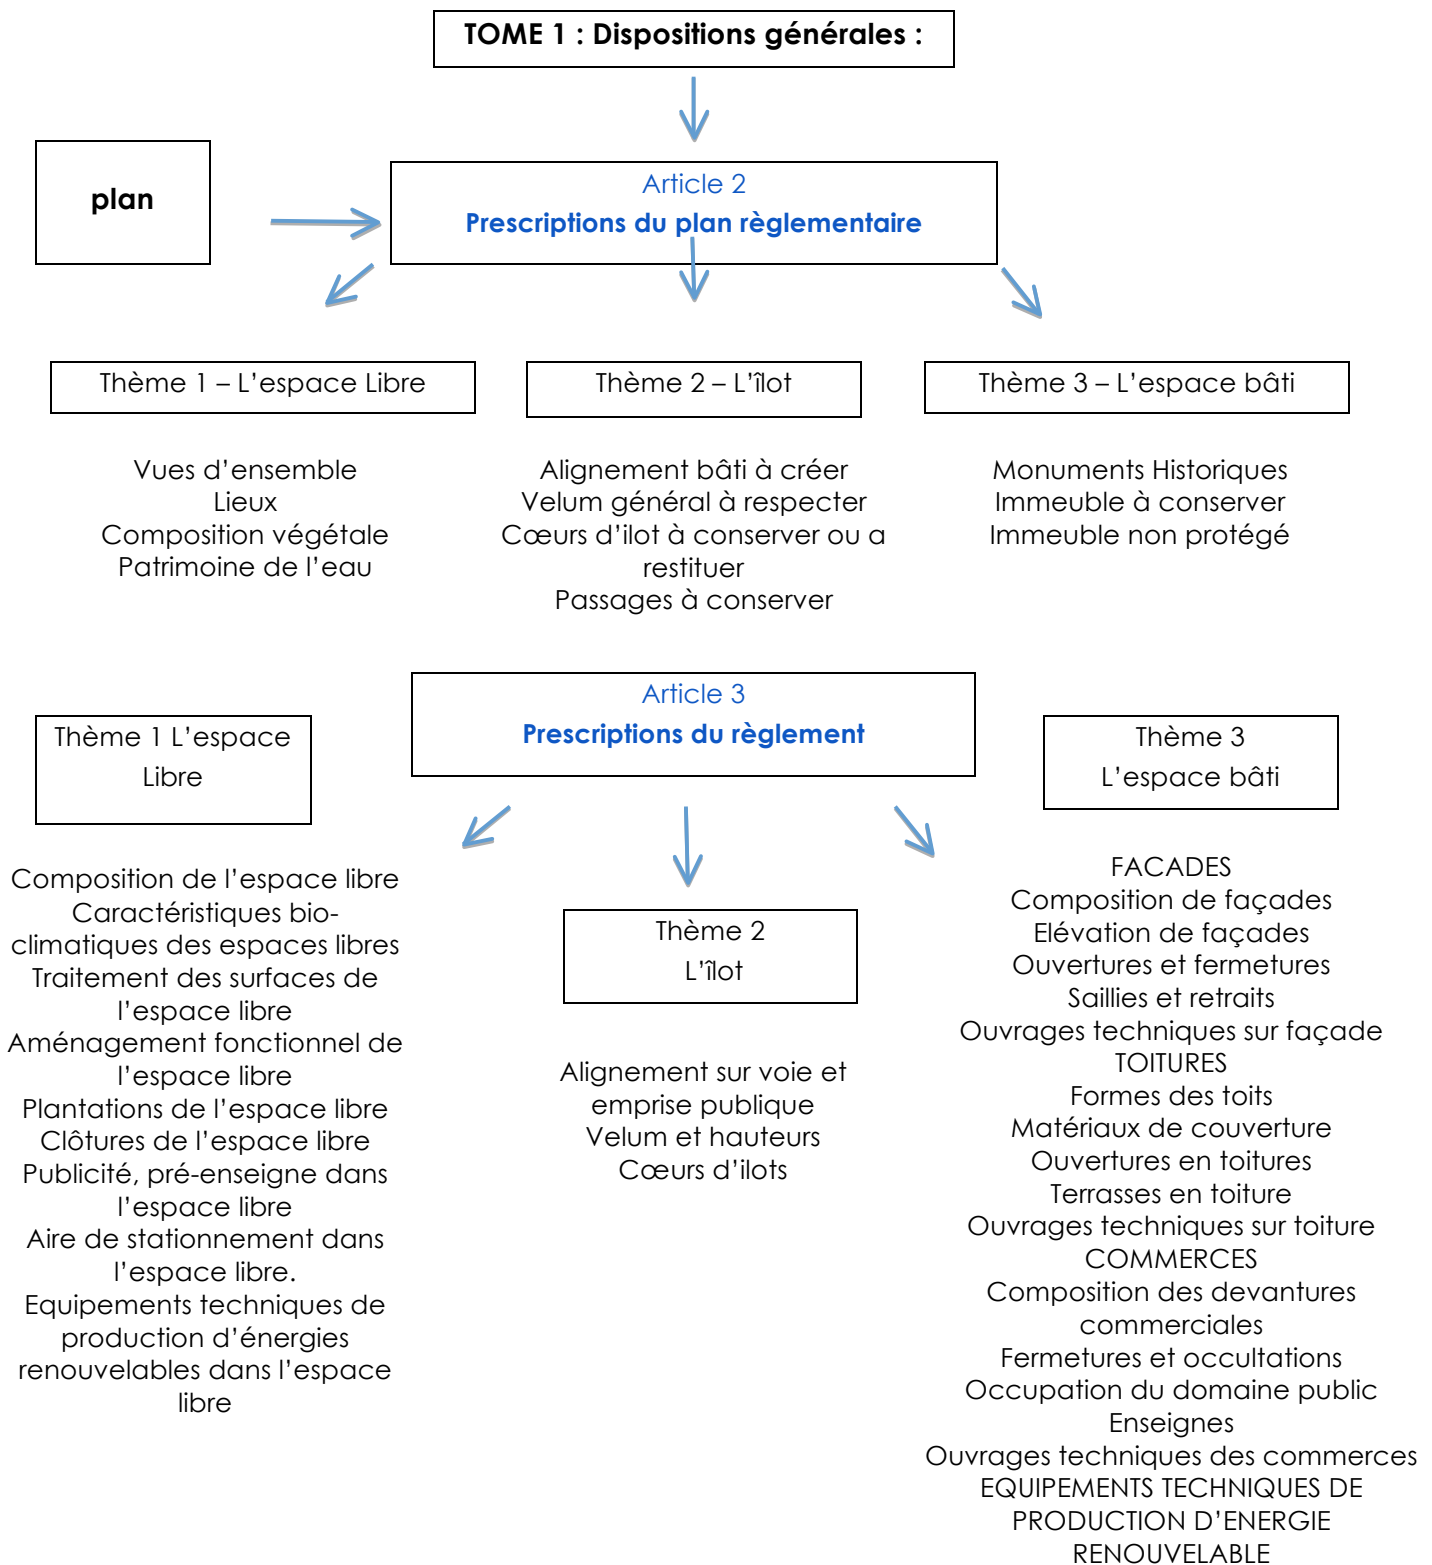 TOME 1 : Dispositions générales :
plan
Article 2
Prescriptions du plan règlementaire
Thème 1 – L’espace Libre
Vues d’ensemble
Lieux
Composition végétale
Patrimoine de l’eau
Thème 2 – L’îlot
Alignement bâti à créer
Velum général à respecter
Cœurs d’ilot à conserver ou a
restituer
Passages à conserver
Thème 3 – L’espace bâti
Monuments Historiques
Immeuble à conserver
Immeuble non protégé
Article 3
Prescriptions du règlement
Thème 1 L’espace
Libre
Composition de l’espace libre
Caractéristiques bio-
climatiques des espaces libres
Traitement des surfaces de
l’espace libre
Aménagement fonctionnel de
l’espace libre
Plantations de l’espace libre
Clôtures de l’espace libre
Publicité, pré-enseigne dans
l’espace libre
Aire de stationnement dans
l’espace libre.
Equipements techniques de
production d’énergies
renouvelables dans l’espace
libre
Thème 2
L’îlot
Alignement sur voie et
emprise publique
Velum et hauteurs
Cœurs d’ilots
Thème 3
L’espace bâti
FACADES
Composition de façades
Elévation de façades
Ouvertures et fermetures
Saillies et retraits
Ouvrages techniques sur façade
TOITURES
Formes des toits
Matériaux de couverture
Ouvertures en toitures
Terrasses en toiture
Ouvrages techniques sur toiture
COMMERCES
Composition des devantures
commerciales
Fermetures et occultations
Occupation du domaine public
Enseignes
Ouvrages techniques des commerces
EQUIPEMENTS TECHNIQUES DE
PRODUCTION D’ENERGIE
RENOUVELABLE